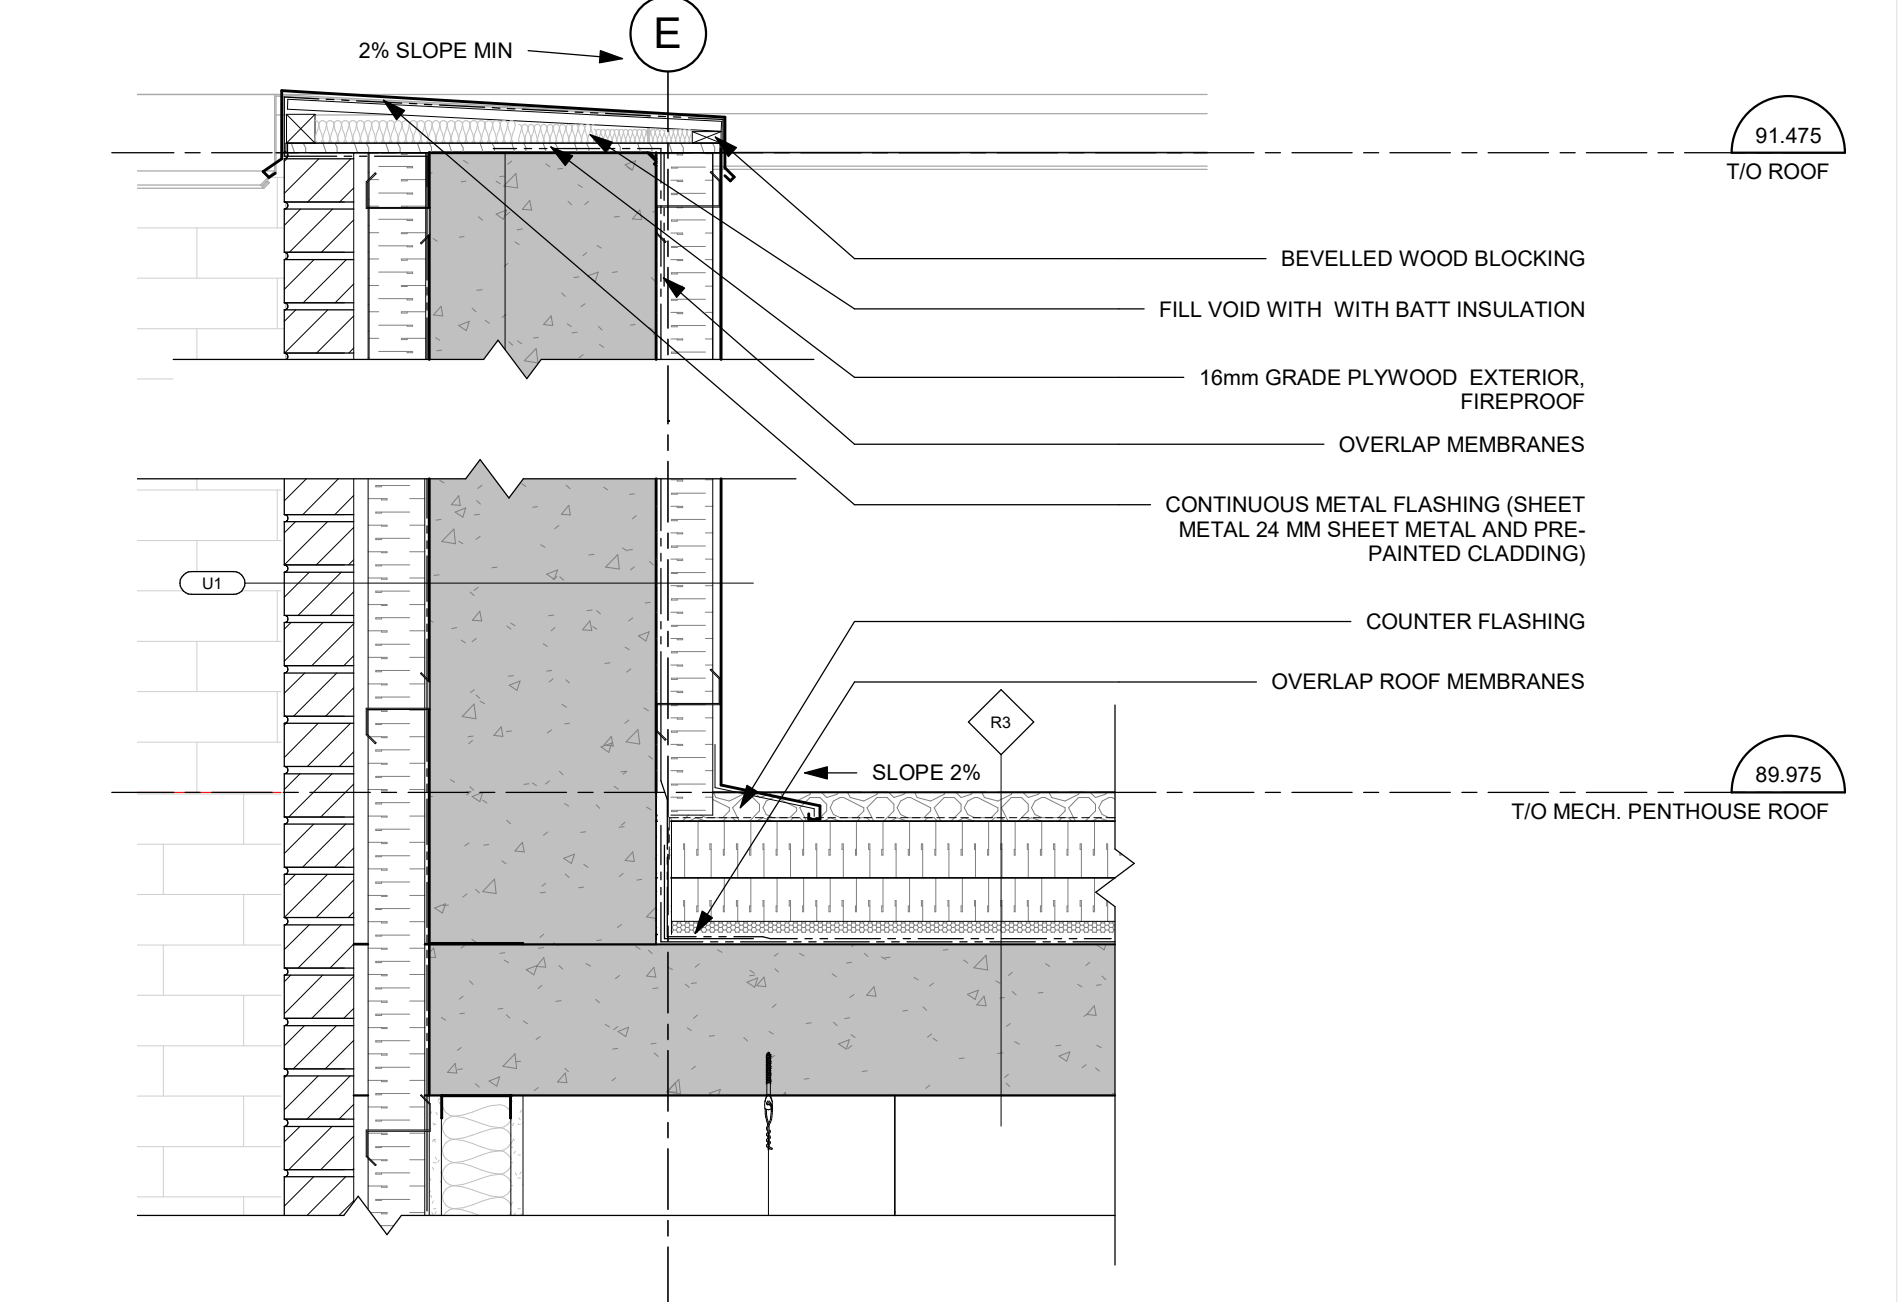 E
2% SLOPE MIN
91.475
T/O ROOF
BEVELLED WOOD BLOCKING
FILL VOID WITH  WITH BATT INSULATION
16mm GRADE PLYWOOD  EXTERIOR,
FIREPROOF
OVERLAP MEMBRANES
CONTINUOUS METAL FLASHING (SHEET
METAL 24 MM SHEET METAL AND PRE-
PAINTED CLADDING)
U1
COUNTER FLASHING
OVERLAP ROOF MEMBRANES
R3
SLOPE 2%
89.975
T/O MECH. PENTHOUSE ROOF